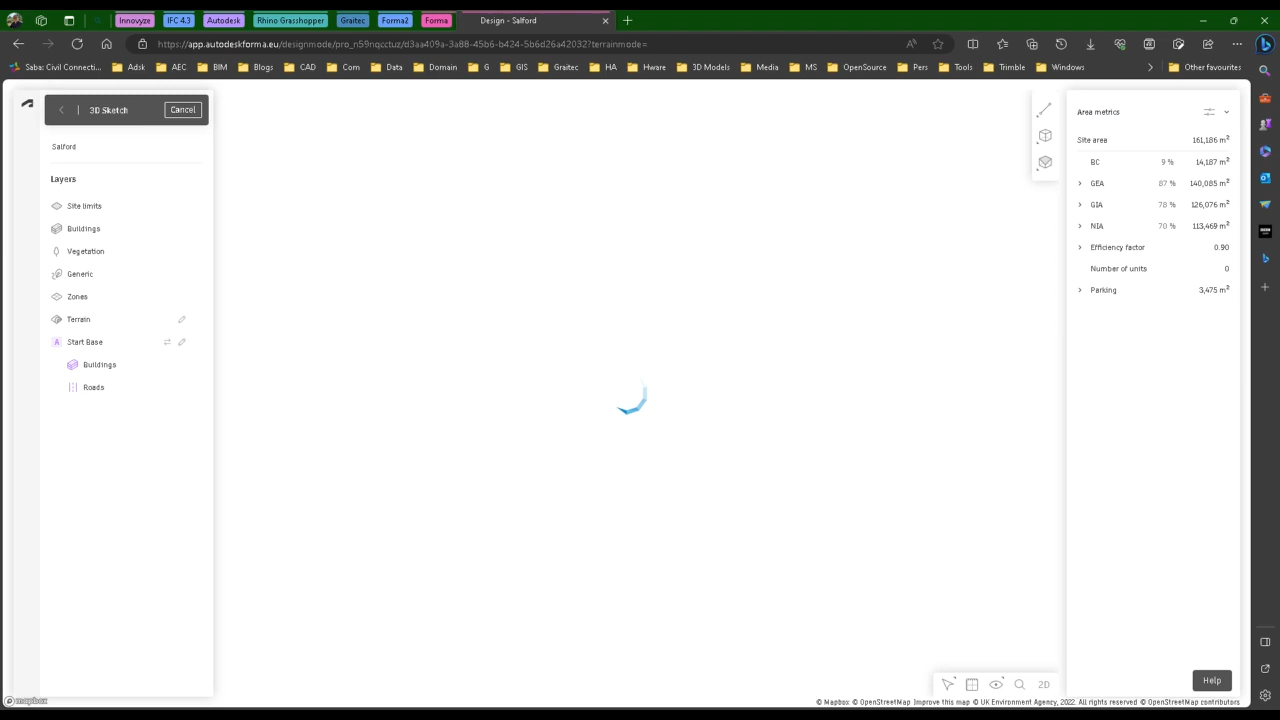 Innovyze
IFC 4.3
Autodesk
Rhino Grasshopper
Graitec
Forma2
Forma
Design - Salford
https://app.autodeskforma.eu/designmode/pro_n59nqcctuz/d3aa409a-3a88-45b6-b424-5b6d26a42032?terrainmode=
Saba: Civil Connecti...
Adsk
AEC
BIM
Blogs
CAD
Com
Data
Domain
G
GIS
Graitec
HA
Hware
3D Models
Media
MS
OpenSource
Pers
Tools
Trimble
Windows
Other favourites
3D Sketch
Cancel
Salford
Layers
Site limits
Buildings
Vegetation
Generic
Zones
Terrain
A Start Base
Buildings
Roads
Area metrics
Site area 161,186 m²
BC 9 % 14,187 m²
GEA 87 % 140,085 m²
GIA 78 % 126,076 m²
NIA 70 % 113,469 m²
Efficiency factor 0.90
Number of units 0
Parking 3,475 m²
Help
2D
mapbox
© Mapbox © OpenStreetMap Improve this map © UK Environment Agency, 2022. All rights reserved © OpenStreetMap contributors